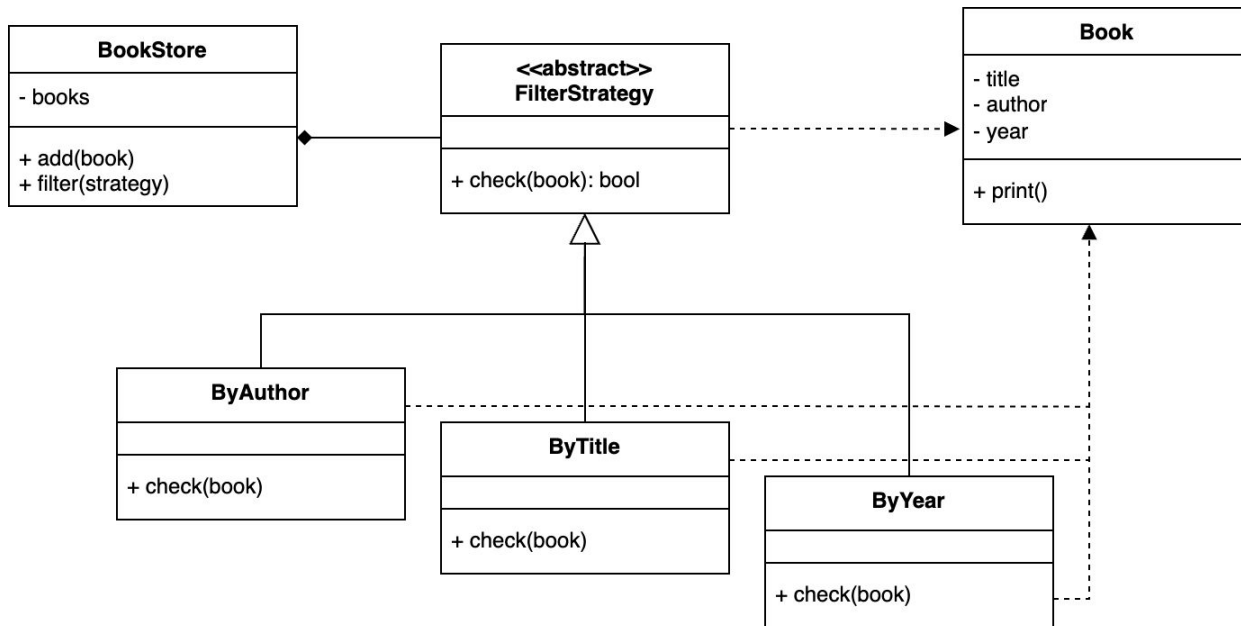 BookStore
- books
+ add(book)
+ filter(strategy)
<<abstract>>
FilterStrategy
+ check(book): bool
Book
- title
- author
- year
+ print()
ByAuthor
+ check(book)
ByTitle
+ check(book)
ByYear
+ check(book)